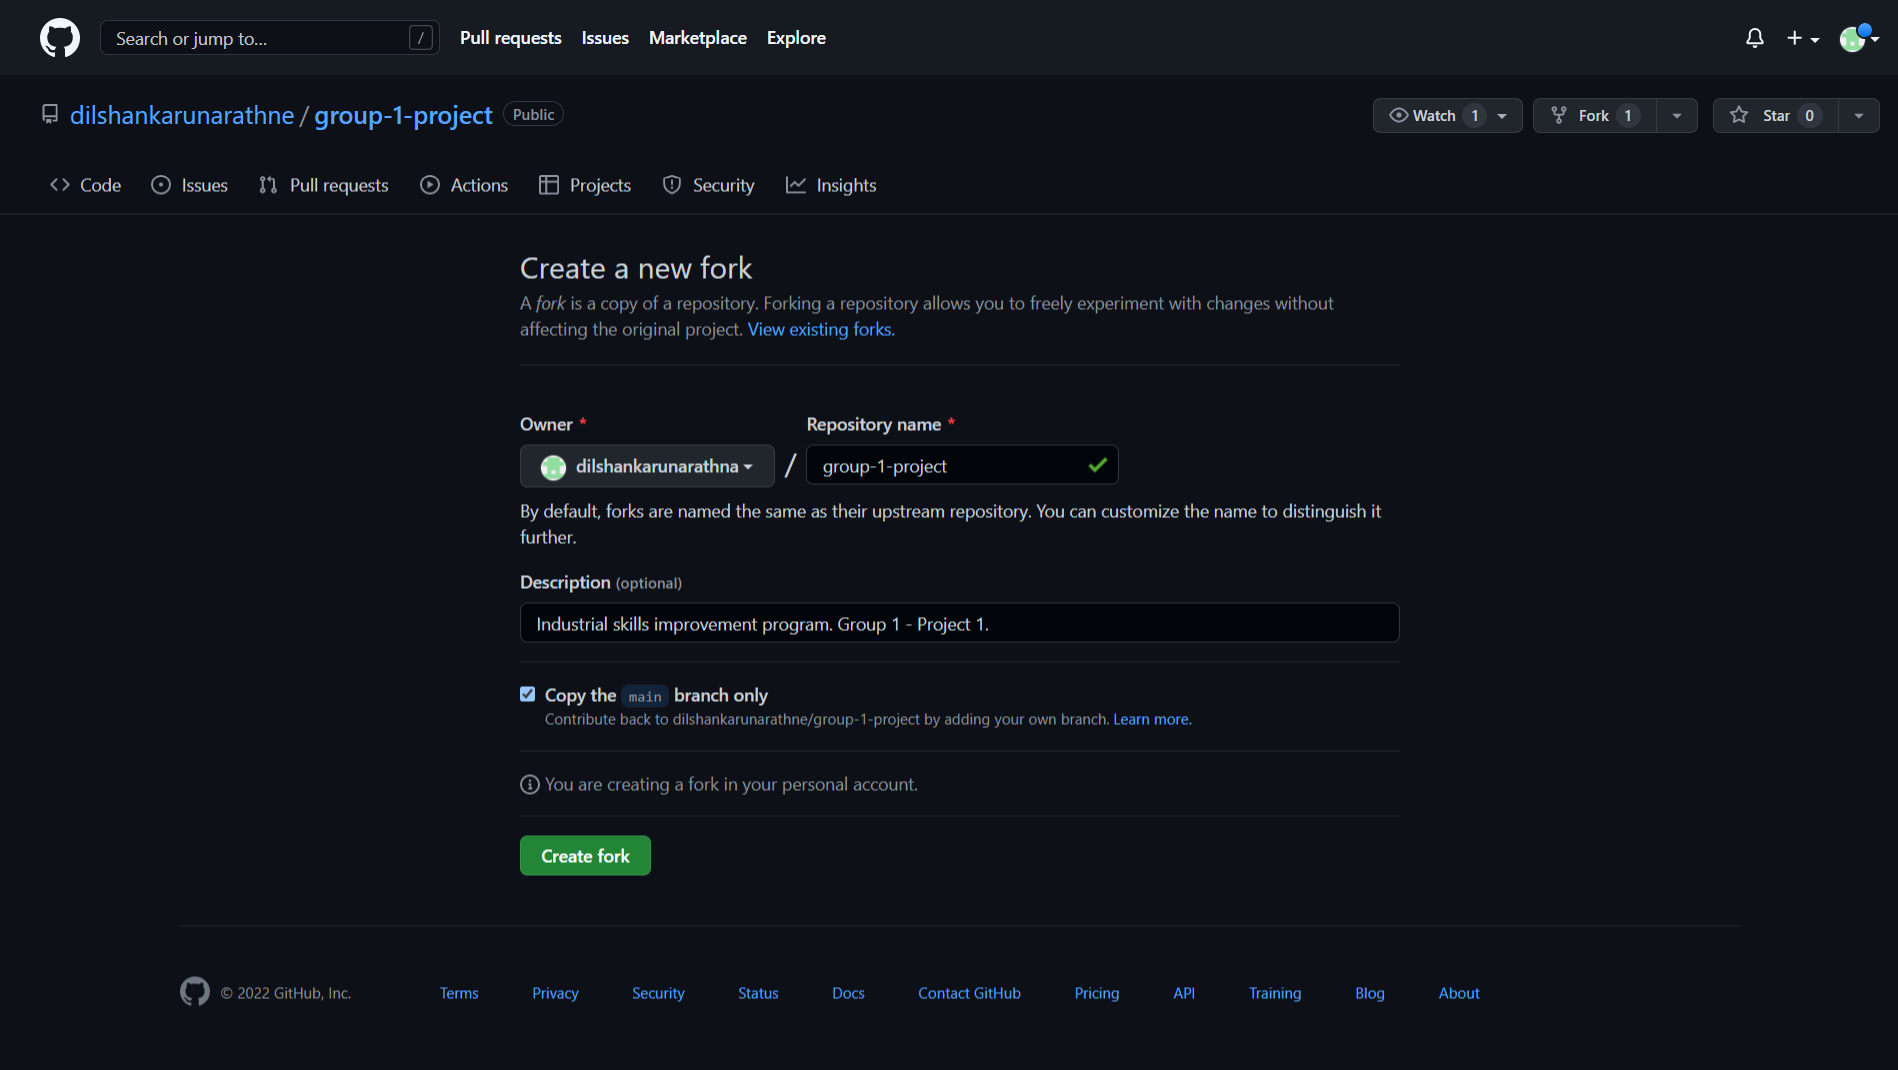 Search or jump to... /
Pull requests
Issues
Marketplace
Explore
dilshankarunarathne / group-1-project Public
Watch 1
Fork 1
Star 0
Code
Issues
Pull requests
Actions
Projects
Security
Insights
Create a new fork
A fork is a copy of a repository. Forking a repository allows you to freely experiment with changes without
affecting the original project. View existing forks.
Owner *
Repository name *
dilshankarunarathna / group-1-project
By default, forks are named the same as their upstream repository. You can customize the name to distinguish it
further.
Description (optional)
Industrial skills improvement program. Group 1 - Project 1.
Copy the main branch only
Contribute back to dilshankarunarathne/group-1-project by adding your own branch. Learn more.
You are creating a fork in your personal account.
Create fork
© 2022 GitHub, Inc.
Terms
Privacy
Security
Status
Docs
Contact GitHub
Pricing
API
Training
Blog
About